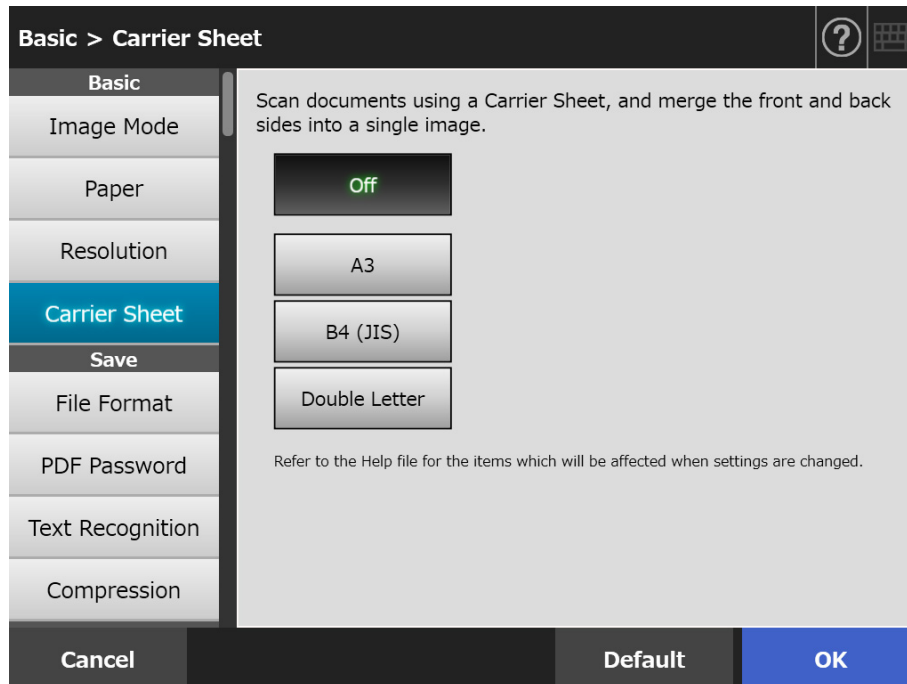 Basic > Carrier Sheet
?
Basic
Image Mode
Paper
Resolution
Carrier Sheet
Save
File Format
PDF Password
Text Recognition
Compression
Scan documents using a Carrier Sheet, and merge the front and back
sides into a single image.
Off
A3
B4 (JIS)
Double Letter
Refer to the Help file for the items which will be affected when settings are changed.
Cancel
Default
OK